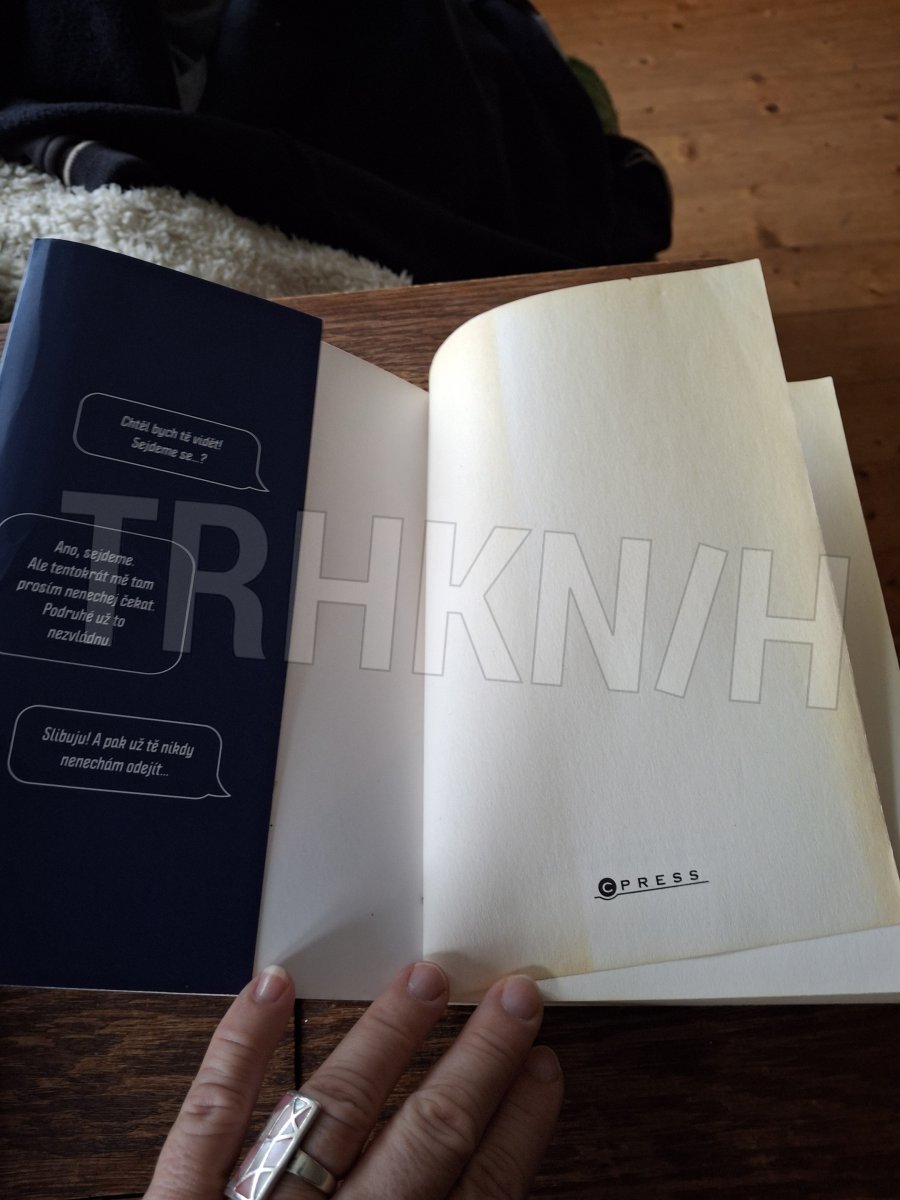 Chtěl bych tě vidět!
Sejdeme se...?
Ano, sejdeme.
Ale tentokrát mě tam
prosím nenechej čekat.
Podruhé už to
nezvládnu.
Slibuju! A pak už tě nikdy
nenechám odejít...
TRHKNIH
CPRESS